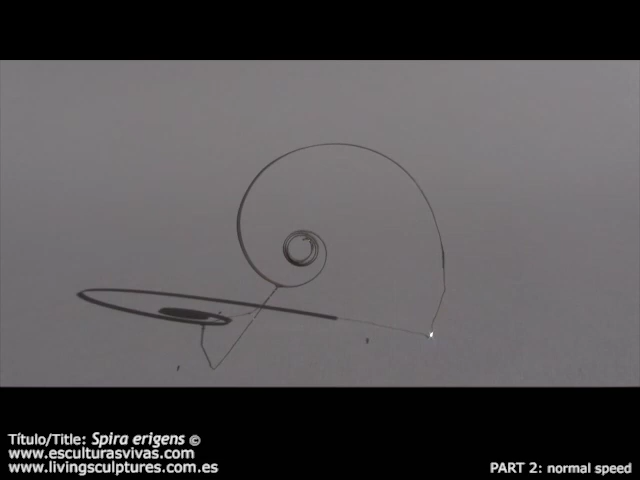 Título/Title: Spira erigens ©
www.esculturasvivas.com
www.livingsculptures.com.es
PART 2: normal speed